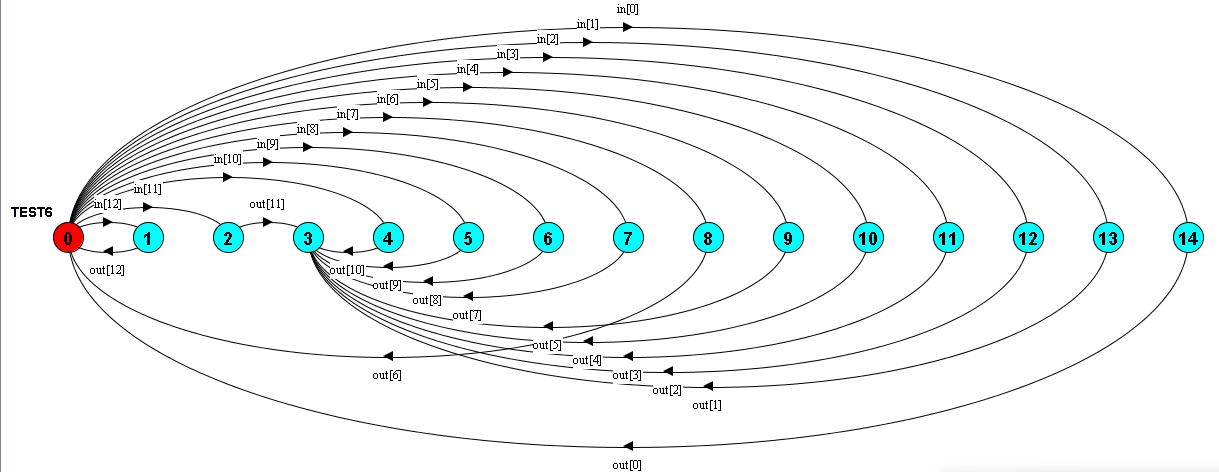 in[0]
in[1]
in[2]
in[3]
in[4]
in[5]
in[6]
in[7]
in[8]
in[9]
in[10]
in[11]
in[12]
out[11]
TEST6
0 1 2 3 4 5 6 7 8 9 10 11 12 13 14
out[12]
out[10]
out[9]
out[8]
out[7]
out[5]
out[4]
out[6]
out[3]
out[2]
out[1]
out[0]